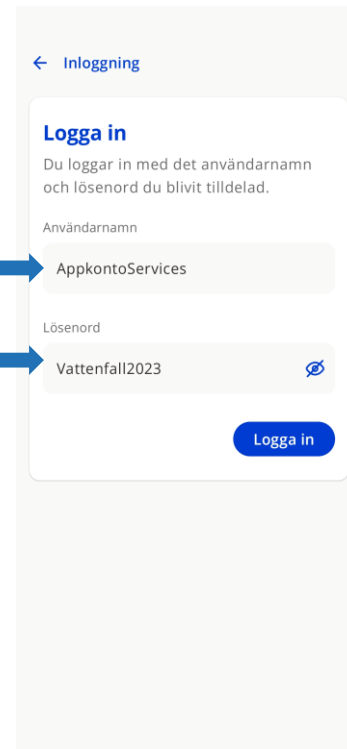 Inloggning
Logga in
Du loggar in med det användarnamn
och lösenord du blivit tilldelad.
Användarnamn
AppkontoServices
Lösenord
Vattenfall2023
Logga in